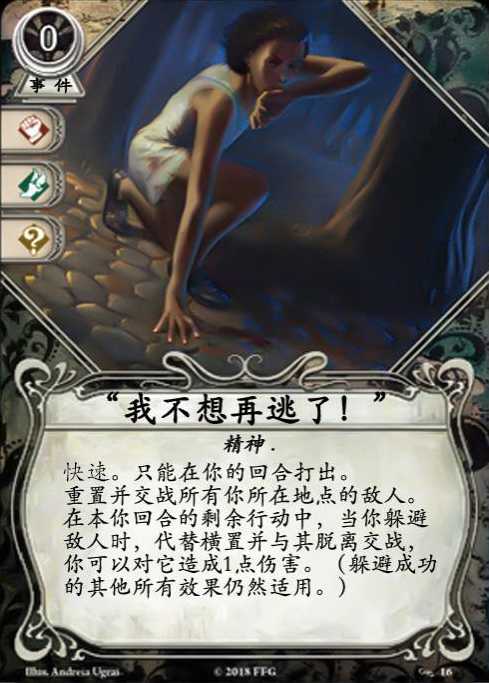 0
事件
“我不想再逃了！”
精神.
快速。只能在你的回合打出。
重置并交战所有你所在地点的敌人。
在本你回合的剩余行动中，当你躲避
敌人时，代替横置并与其脱离交战，
你可以对它造成1点伤害。（躲避成功
的其他所有效果仍然适用。）
Illus. Andresa Ugraš © 2018 FFG 16